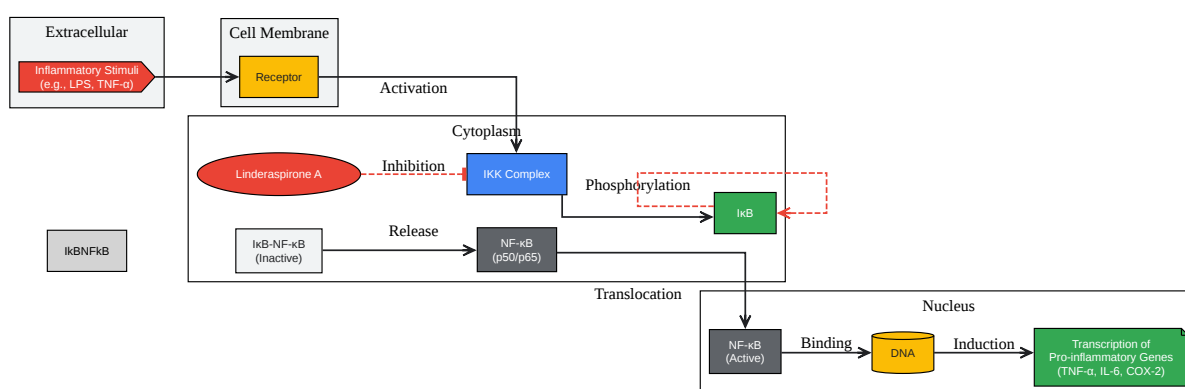 Extracellular
Inflammatory Stimuli
(e.g., LPS, TNF-α)
Cell Membrane
Receptor
Activation
Cytoplasm
Linderaspirone A
Inhibition
IKK Complex
Phosphorylation
IκB
IκB-NF-κB
(Inactive)
Release
NF-κB
(p50/p65)
IkBNFkB
Translocation
Nucleus
NF-κB
(Active)
Binding
DNA
Induction
Transcription of
Pro-inflammatory Genes
(TNF-α, IL-6, COX-2)